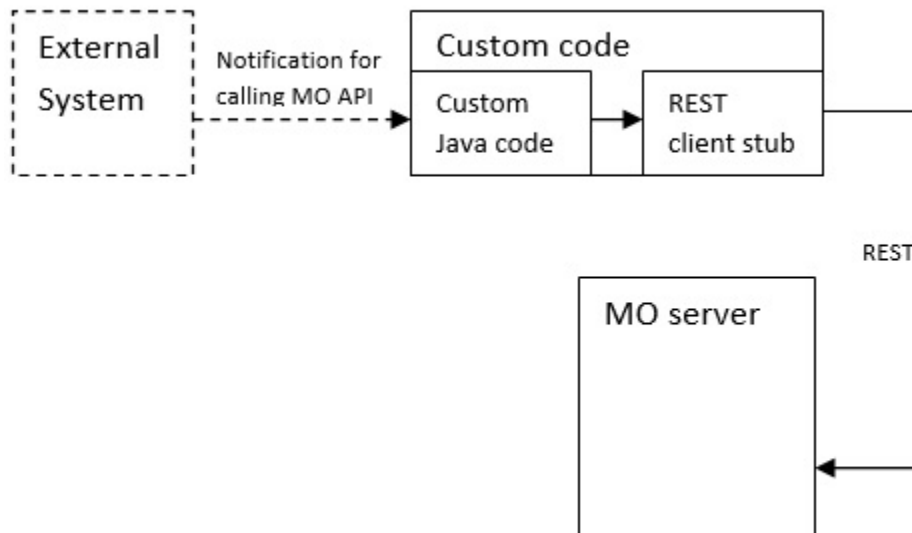 External
System
Notification for
calling MO API
Custom code
Custom
Java code
REST
client stub
REST
MO server